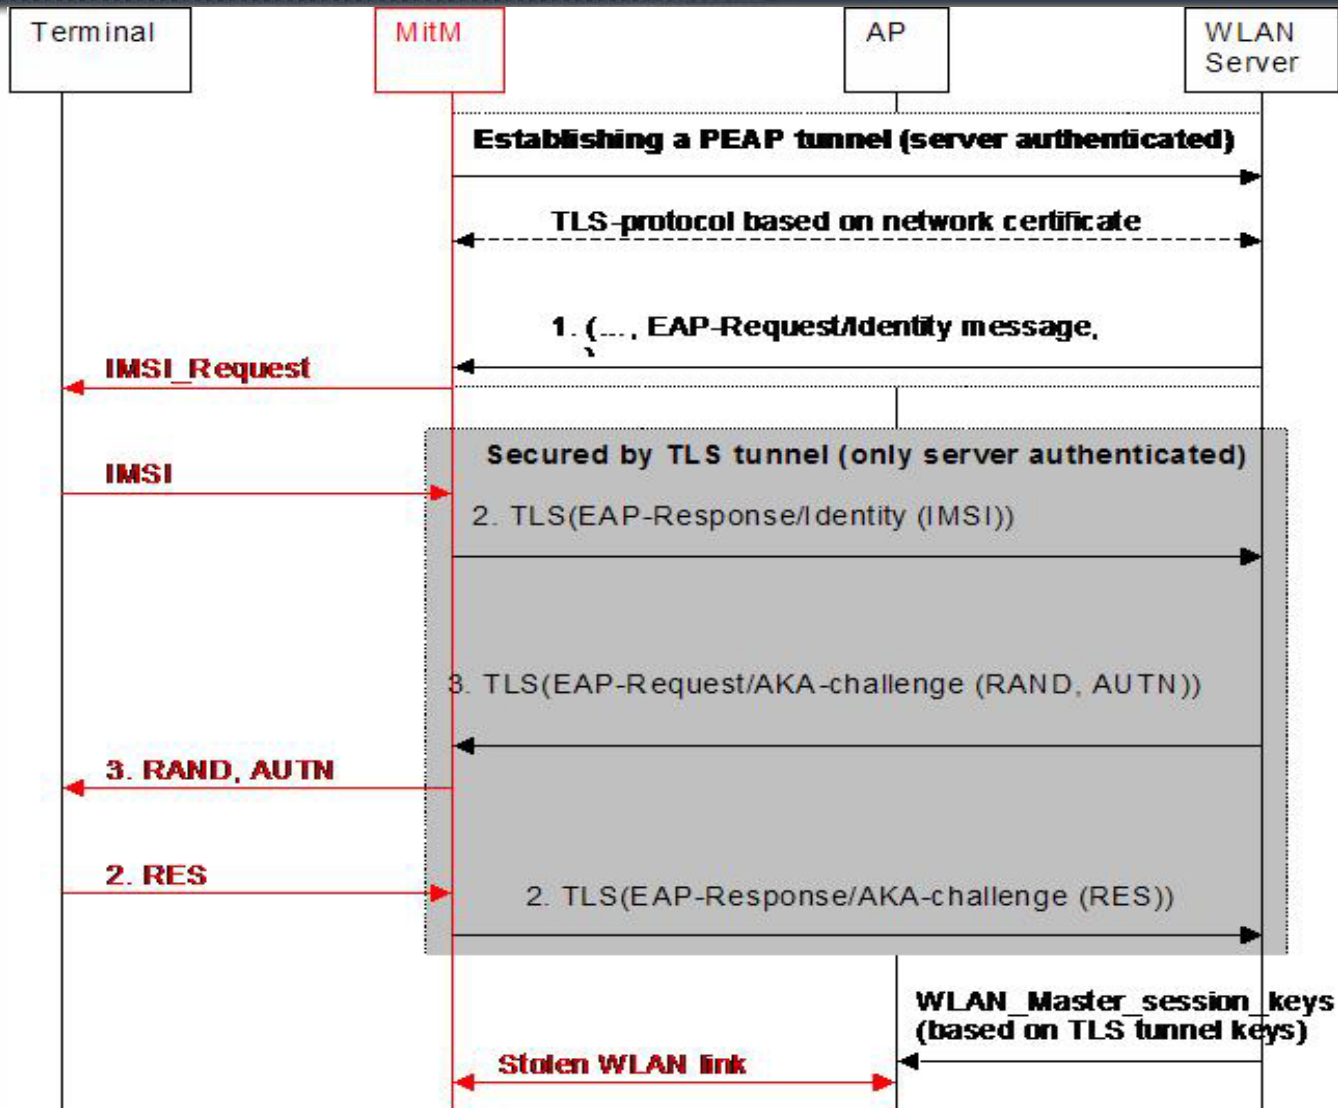 Terminal
MitM
AP
WLAN
Server
Establishing a PEAP tunnel (server authenticated)
TLS-protocol based on network certificate
1. (..., EAP-Request/Identity message,
)
IMSI_Request
Secured by TLS tunnel (only server authenticated)
IMSI
2. TLS(EAP-Response/Identity (IMSI))
3. TLS(EAP-Request/AKA-challenge (RAND, AUTN))
3. RAND, AUTN
2. RES
2. TLS(EAP-Response/AKA-challenge (RES))
WLAN_Master_session_keys
(based on TLS tunnel keys)
Stolen WLAN link